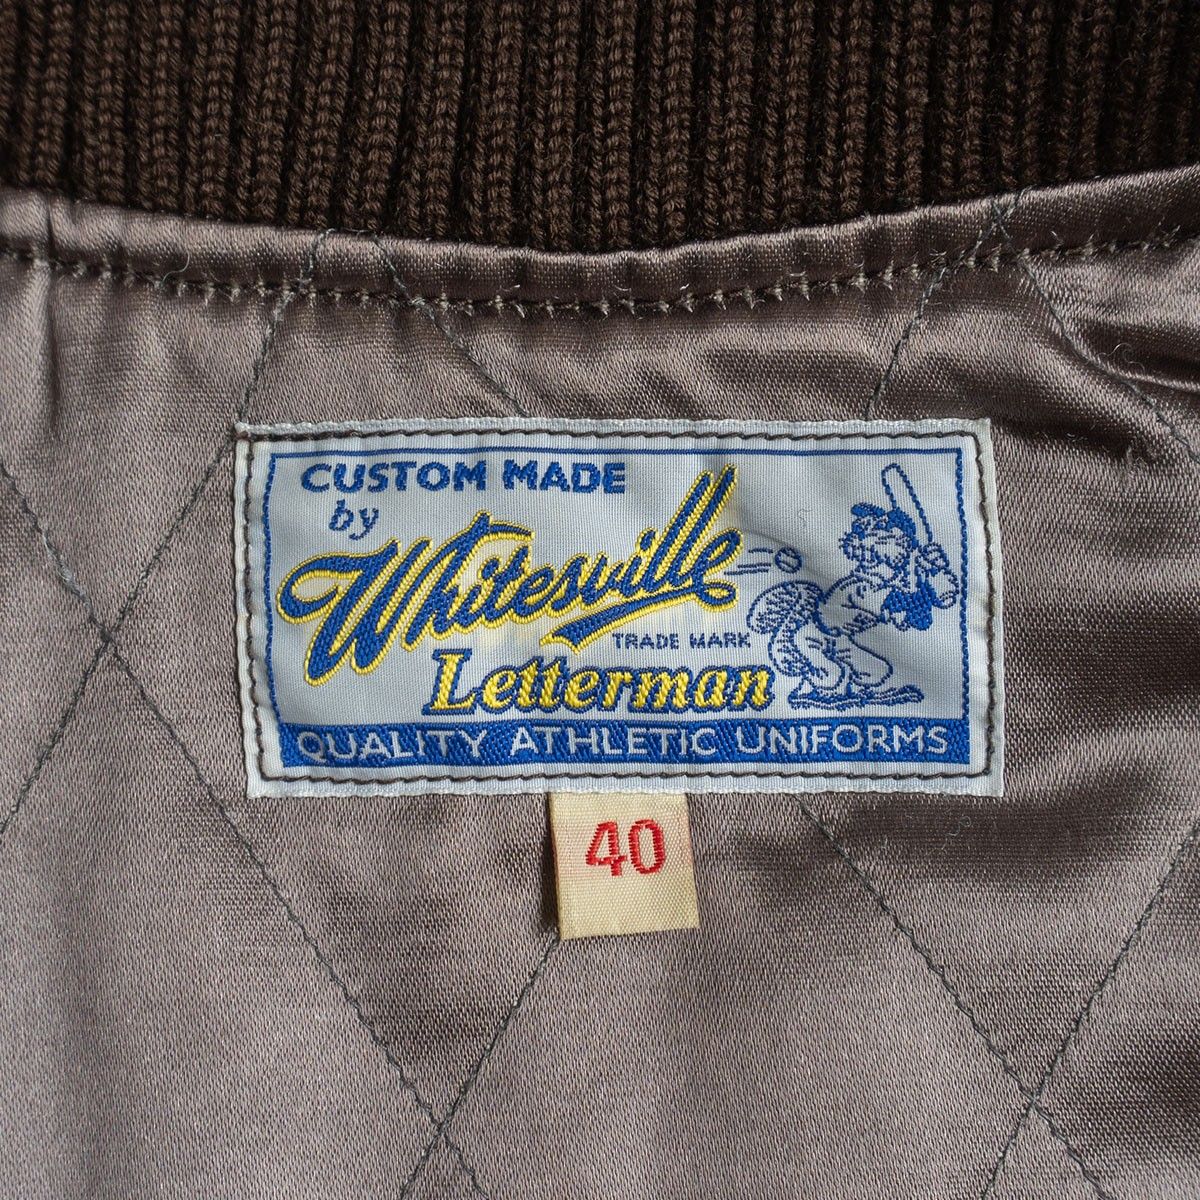 CUSTOM MADE
by
Whitesville
TRADE MARK
Letterman
QUALITY ATHLETIC UNIFORMS
40